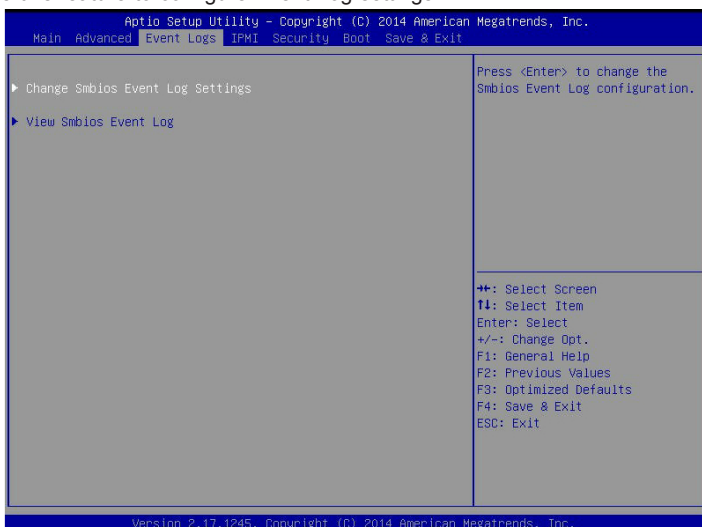 Aptio Setup Utility – Copyright (C) 2014 American Megatrends, Inc.
Main Advanced Event Logs IPMI Security Boot Save & Exit
▶ Change Smbios Event Log Settings
▶ View Smbios Event Log
Press <Enter> to change the
Smbios Event Log configuration.
→←: Select Screen
↑↓: Select Item
Enter: Select
+/-: Change Opt.
F1: General Help
F2: Previous Values
F3: Optimized Defaults
F4: Save & Exit
ESC: Exit
Version 2.17.1245. Copyright (C) 2014 American Megatrends, Inc.